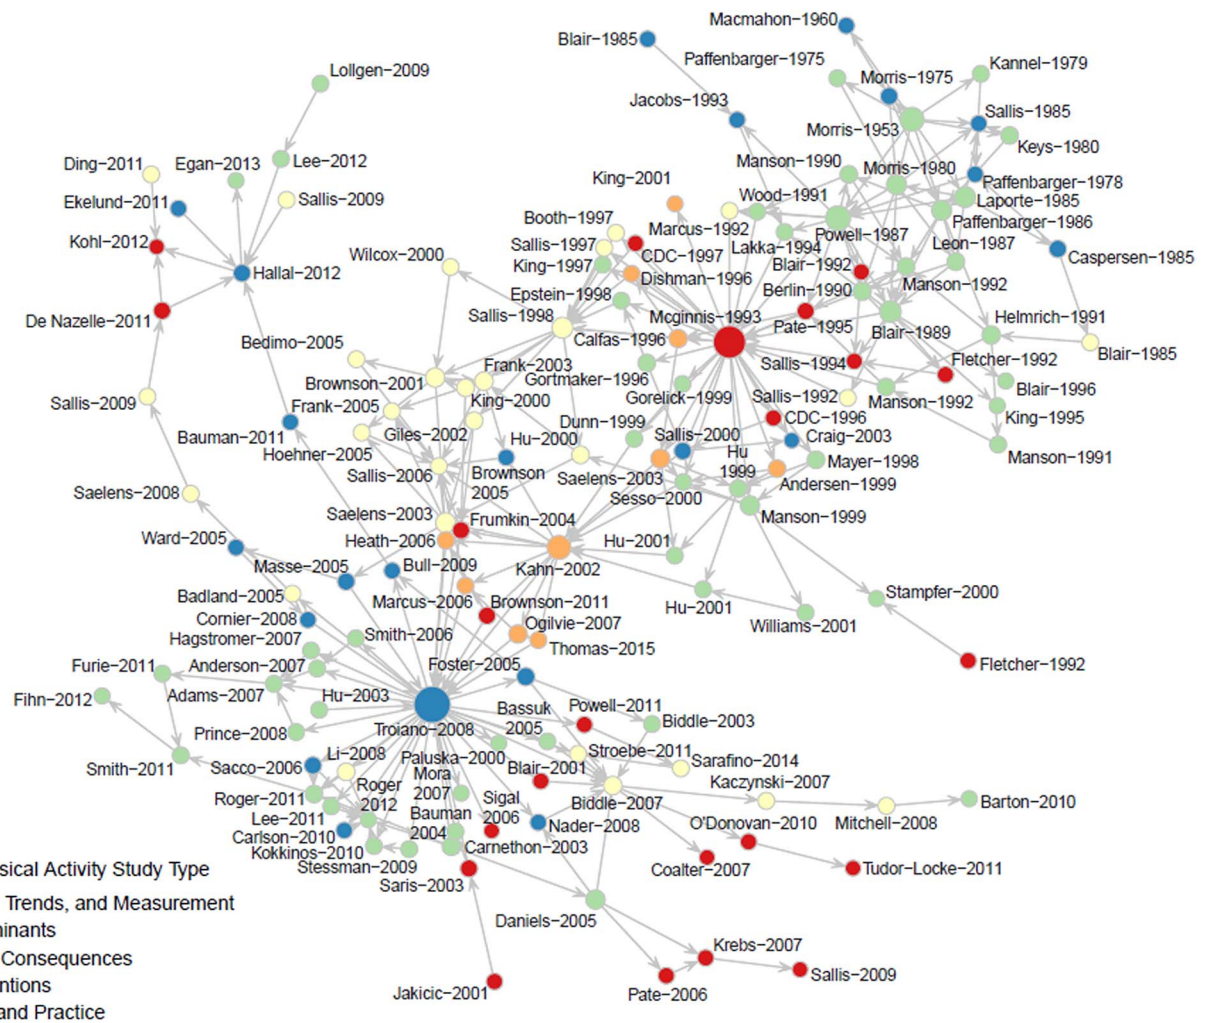 Macmahon−1960
Blair−1985
Paffenbarger−1975
Kannel−1979
Lollgen−2009
Morris−1975
Jacobs−1993
Sallis−1985
Morris−1953
Keys−1980
Ding−2011
Egan−2013
Lee−2012
Manson−1990
Morris−1980
King−2001
Paffenbarger−1978
Ekelund−2011
Sallis−2009
Wood−1991
Laporte−1985
Booth−1997
Marcus−1992
Paffenbarger−1986
Kohl−2012
Sallis−1997
Lakka−1994
Powell−1987
Leon−1987
Wilcox−2000
CDC−1997
Caspersen−1985
King−1997
Blair−1992
Hallal−2012
Dishman−1996
Manson−1992
Epstein−1998
Berlin−1990
De Nazelle−2011
Sallis−1998
Mcginnis−1993
Pate−1995
Helmrich−1991
Bedimo−2005
Calfas−1996
Blair−1989
Blair−1985
Frank−2003
Sallis−1994
Fletcher−1992
Brownson−2001
Gortmaker−1996
Blair−1996
Sallis−2009
Frank−2005
King−2000
Gorelick−1999
Sallis−1992
Manson−1992
Bauman−2011
Giles−2002
Dunn−1999
CDC−1996
King−1995
Hoehner−2005
Hu−2000
Sallis−2000
Craig−2003
Manson−1991
Sallis−2006
Brownson
2005
Saelens−2003
Hu
1999
Mayer−1998
Saelens−2008
Sesso−2000
Andersen−1999
Saelens−2003
Frumkin−2004
Manson−1999
Ward−2005
Heath−2006
Hu−2001
Masse−2005
Bull−2009
Kahn−2002
Badland−2005
Marcus−2006
Brownson−2011
Hu−2001
Stampfer−2000
Cornier−2008
Ogilvie−2007
Williams−2001
Hagstromer−2007
Smith−2006
Thomas−2015
Furie−2011
Anderson−2007
Foster−2005
Fletcher−1992
Fihn−2012
Adams−2007
Hu−2003
Bassuk
2005
Powell−2011
Biddle−2003
Prince−2008
Troiano−2008
Smith−2011
Li−2008
Paluska−2000
Stroebe−2011
Sarafino−2014
Sacco−2006
Mora
2007
Blair−2001
Kaczynski−2007
Roger−2011
Roger
2012
Sigal
2006
Biddle−2007
Barton−2010
Lee−2011
Bauman
2004
Nader−2008
O'Donovan−2010
Mitchell−2008
Carlson−2010
Carnethon−2003
Kokkinos−2010
Stessman−2009
Coalter−2007
Tudor−Locke−2011
Saris−2003
Daniels−2005
Krebs−2007
Sallis−2009
Jakicic−2001
Pate−2006
sical Activity Study Type
Trends, and Measurement
ninants
Consequences
ntions
and Practice